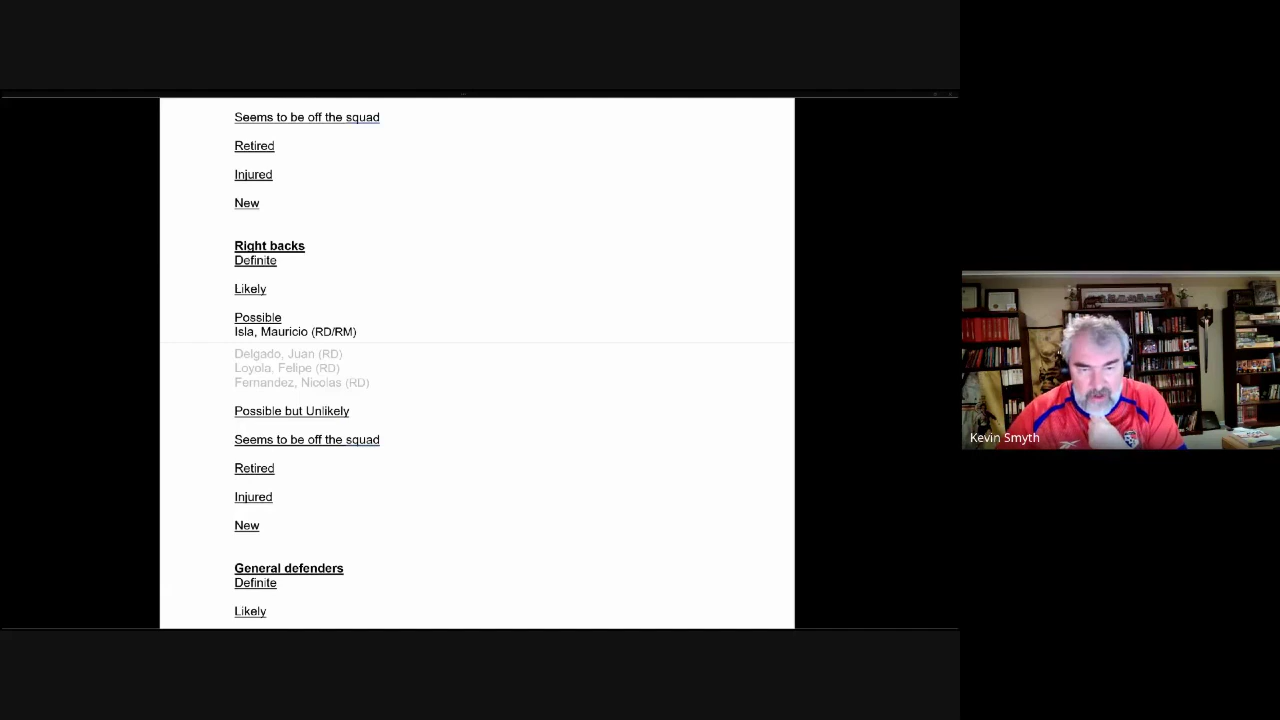 Seems to be off the squad
Retired
Injured
New
Right backs
Definite
Likely
Possible
Isla, Mauricio (RD/RM)
Delgado, Juan (RD)
Loyola, Felipe (RD)
Fernandez, Nicolas (RD)
Possible but Unlikely
Seems to be off the squad
Retired
Injured
New
General defenders
Definite
Likely
Kevin Smyth